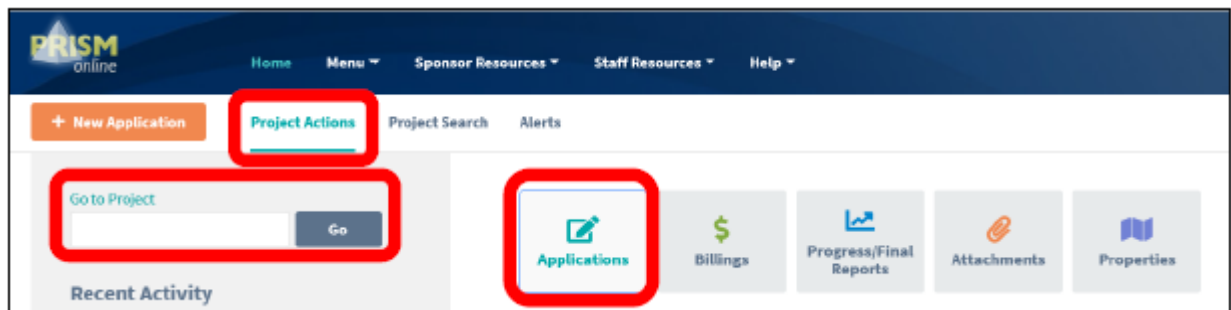 PRISM
online
Home Menu Sponsor Resources Staff Resources Help
+ New Application Project Actions Project Search Alerts
Go to Project
Go
Recent Activity
Applications
$
Billings
Progress/Final
Reports
Attachments
Properties